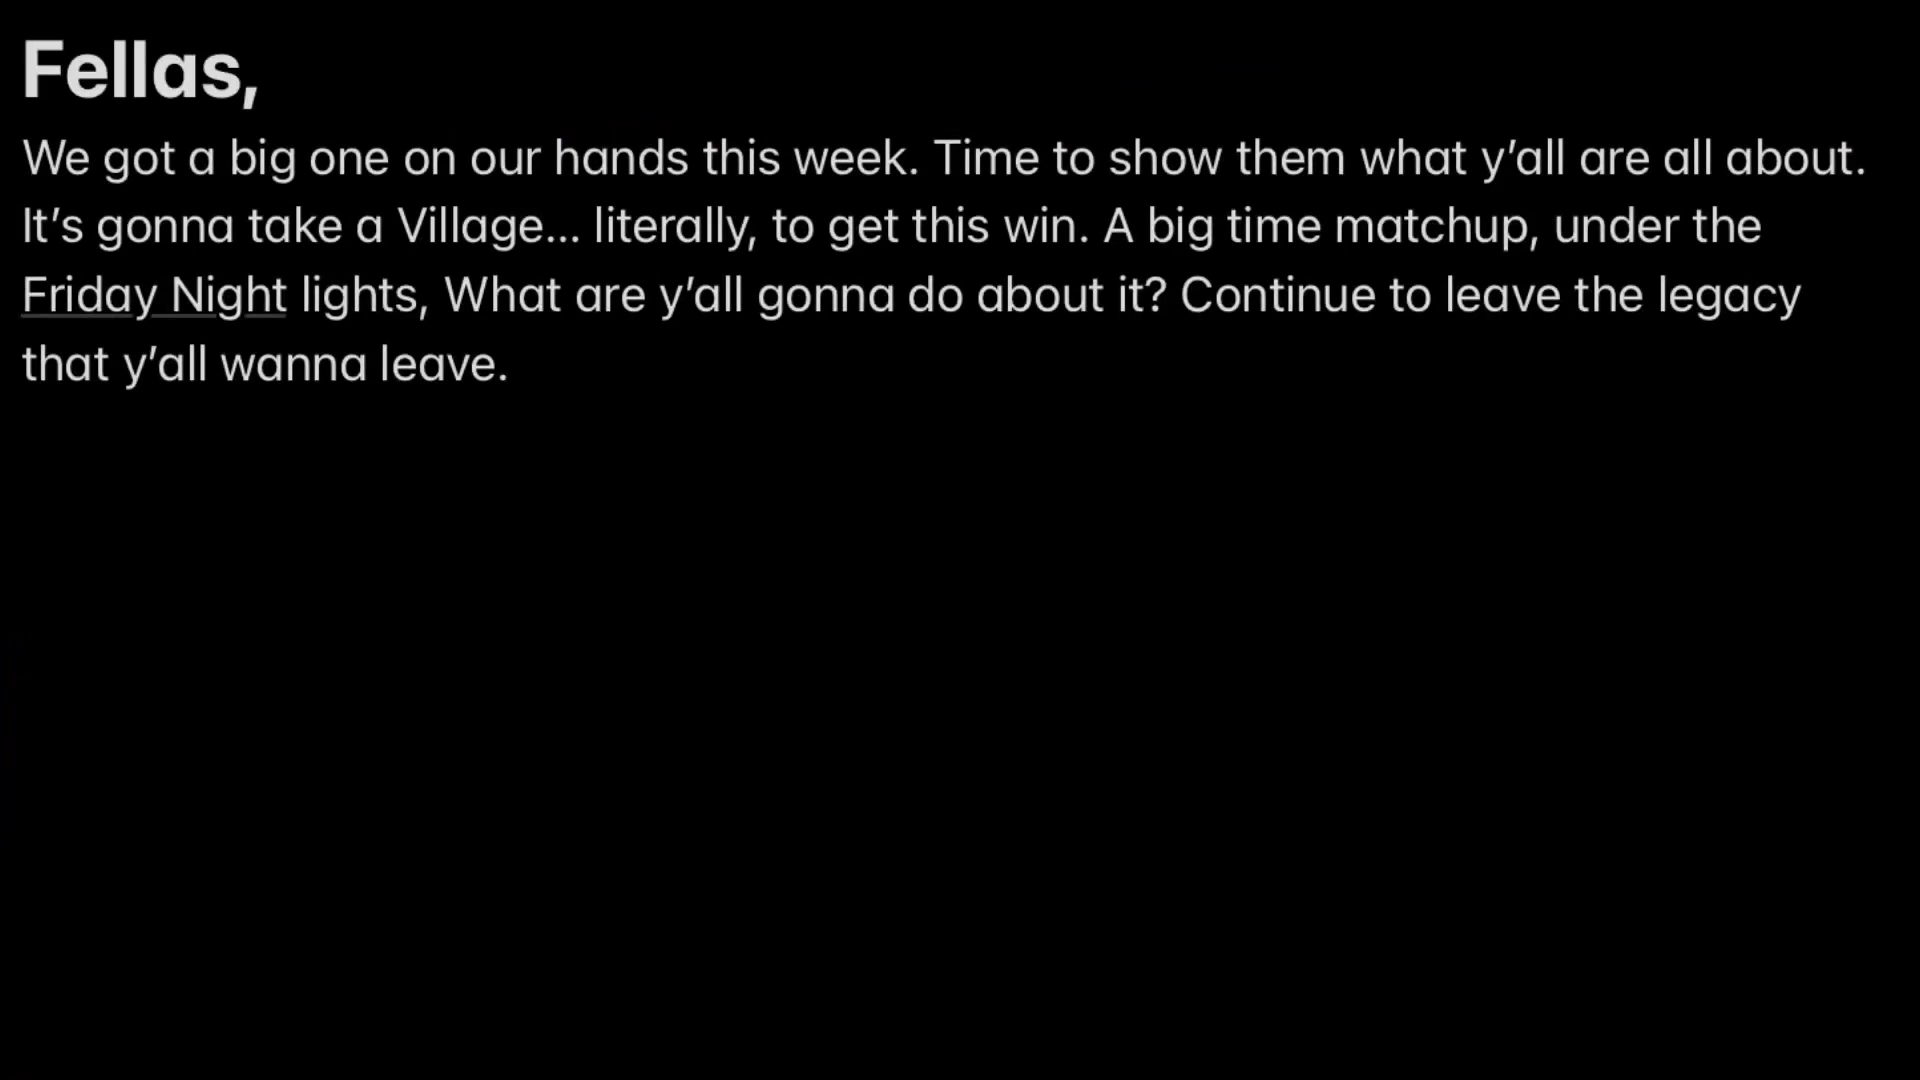 Fellas,
We got a big one on our hands this week. Time to show them what y’all are all about.
It’s gonna take a Village... literally, to get this win. A big time matchup, under the
Friday Night lights, What are y’all gonna do about it? Continue to leave the legacy
that y’all wanna leave.